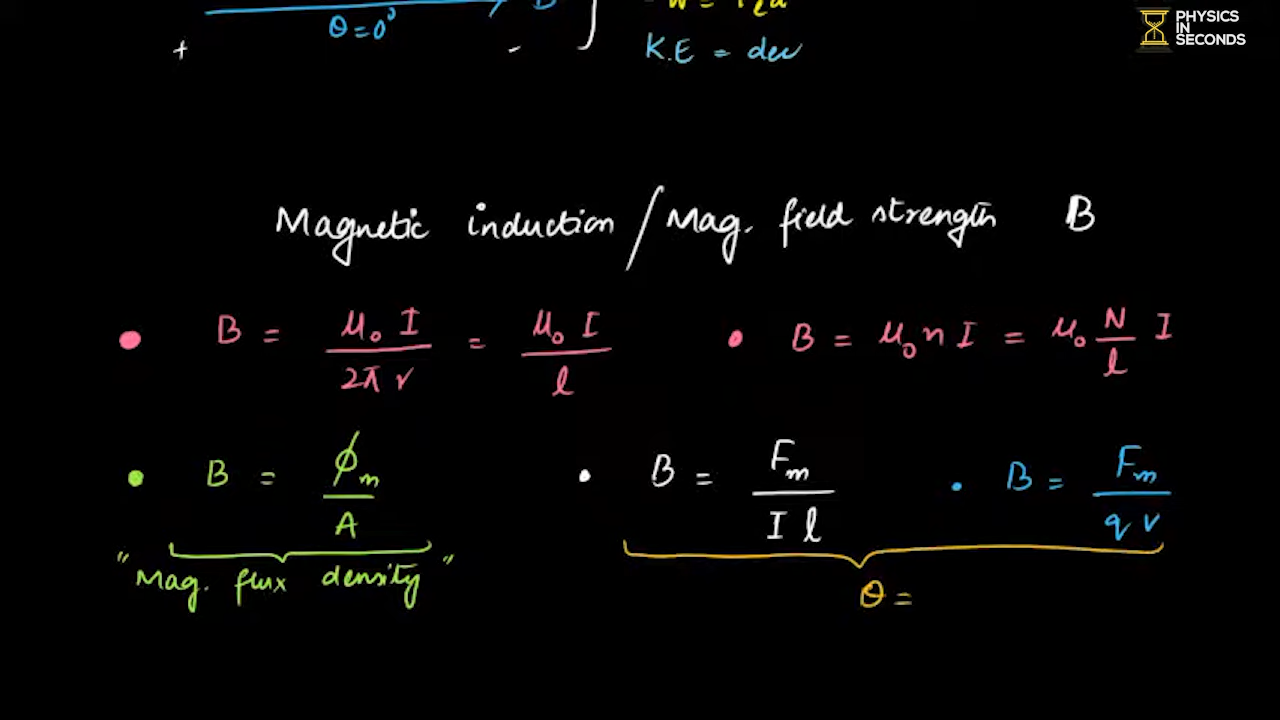 θ = 0°
+ -
K.E = dec
PHYSICS
IN
SECONDS
Magnetic induction / Mag. field strength B
• B = μ₀ I / 2π r = μ₀ I / l
• B = μ₀ n I = μ₀ N / l I
• B = ϕm / A
• B = Fm / I l
• B = Fm / q v
" Mag. flux density "
θ =